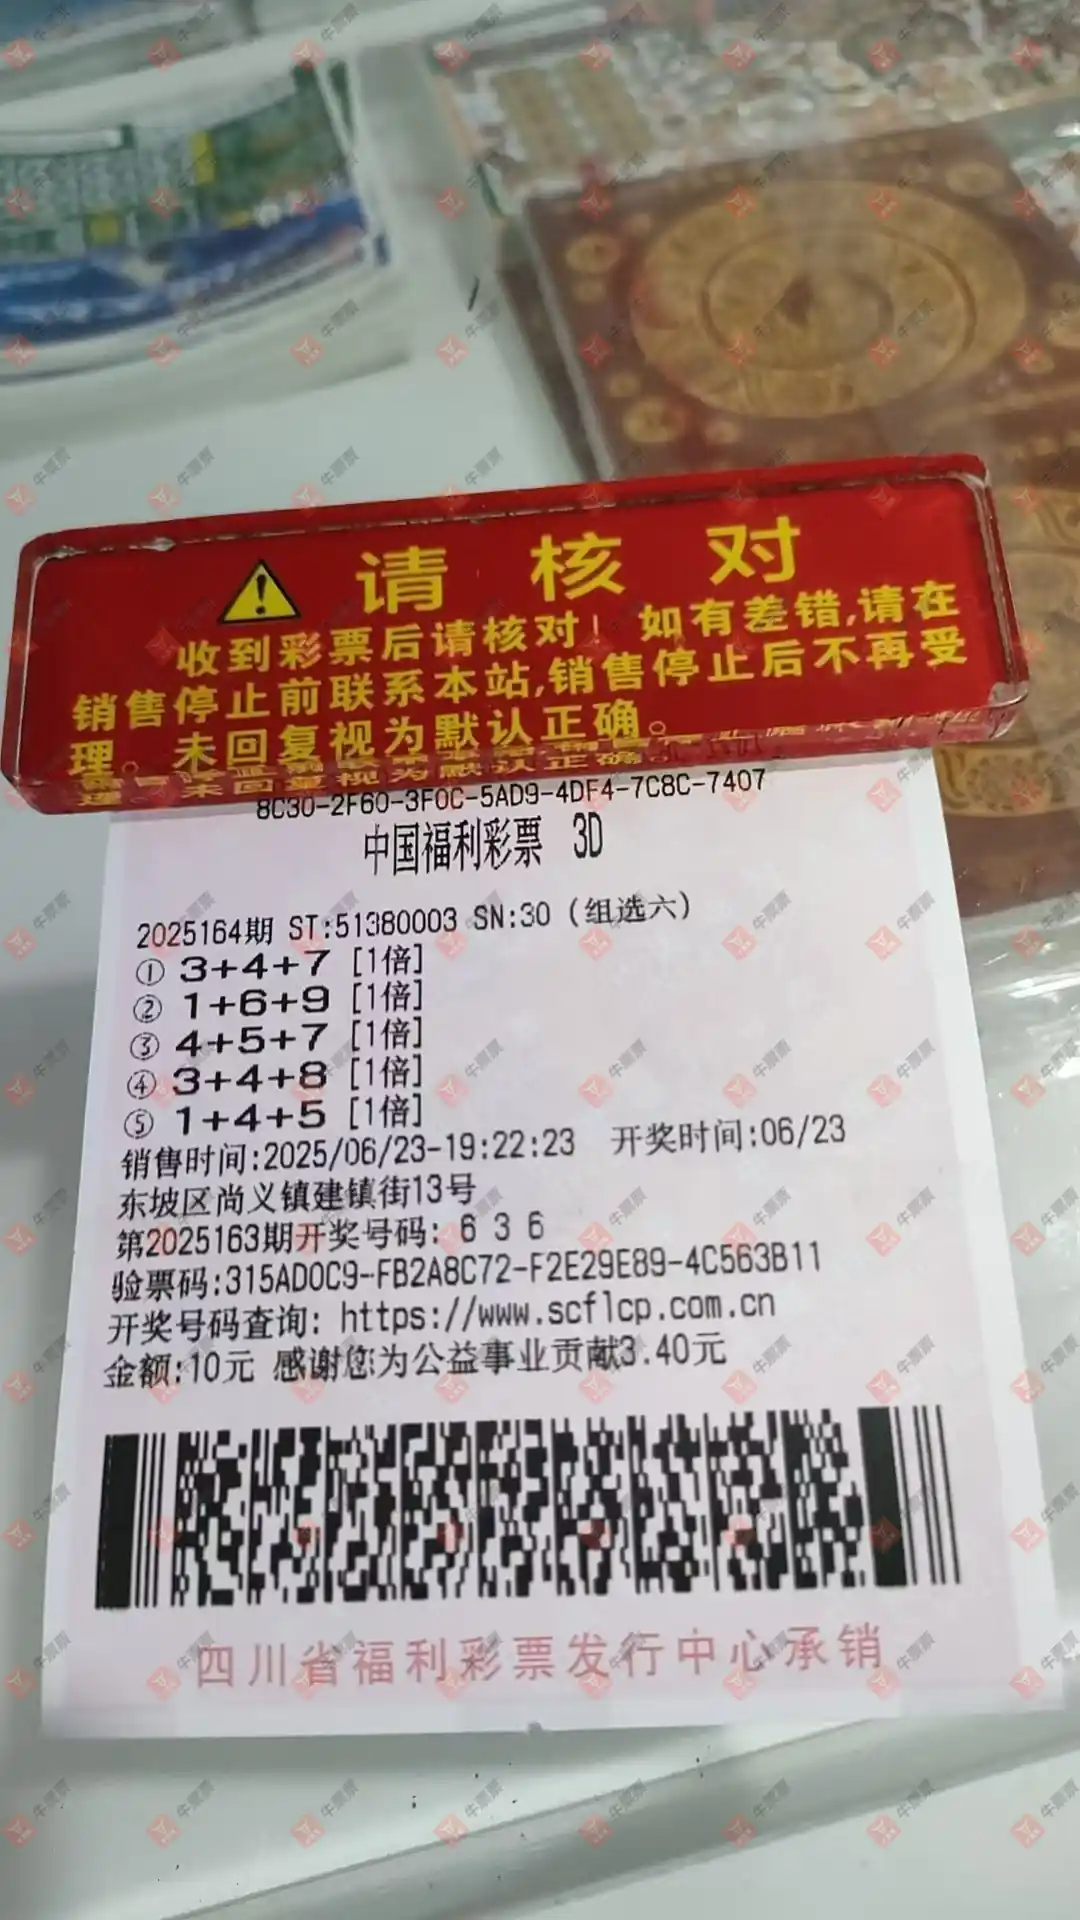 请核对
收到彩票后请核对！如有差错,请在
销售停止前联系本站,销售停止后不再受
理。未回复视为默认正确。
8C30-2F60-3F0C-5AD9-4DF4-7C8C-7407
中国福利彩票 3D
2025164期 ST:51380003 SN:30 (组选六)
① 3+4+7 [1倍]
② 1+6+9 [1倍]
③ 4+5+7 [1倍]
④ 3+4+8 [1倍]
⑤ 1+4+5 [1倍]
销售时间:2025/06/23-19:22:23 开奖时间:06/23
东坡区尚义镇建镇街13号
第2025163期开奖号码: 6 3 6
验票码:315AD0C9-FB2A8C72-F2E29E89-4C563B11
开奖号码查询: https://www.scflcp.com.cn
金额:10元 感谢您为公益事业贡献3.40元
四川省福利彩票发行中心承销
牛票票